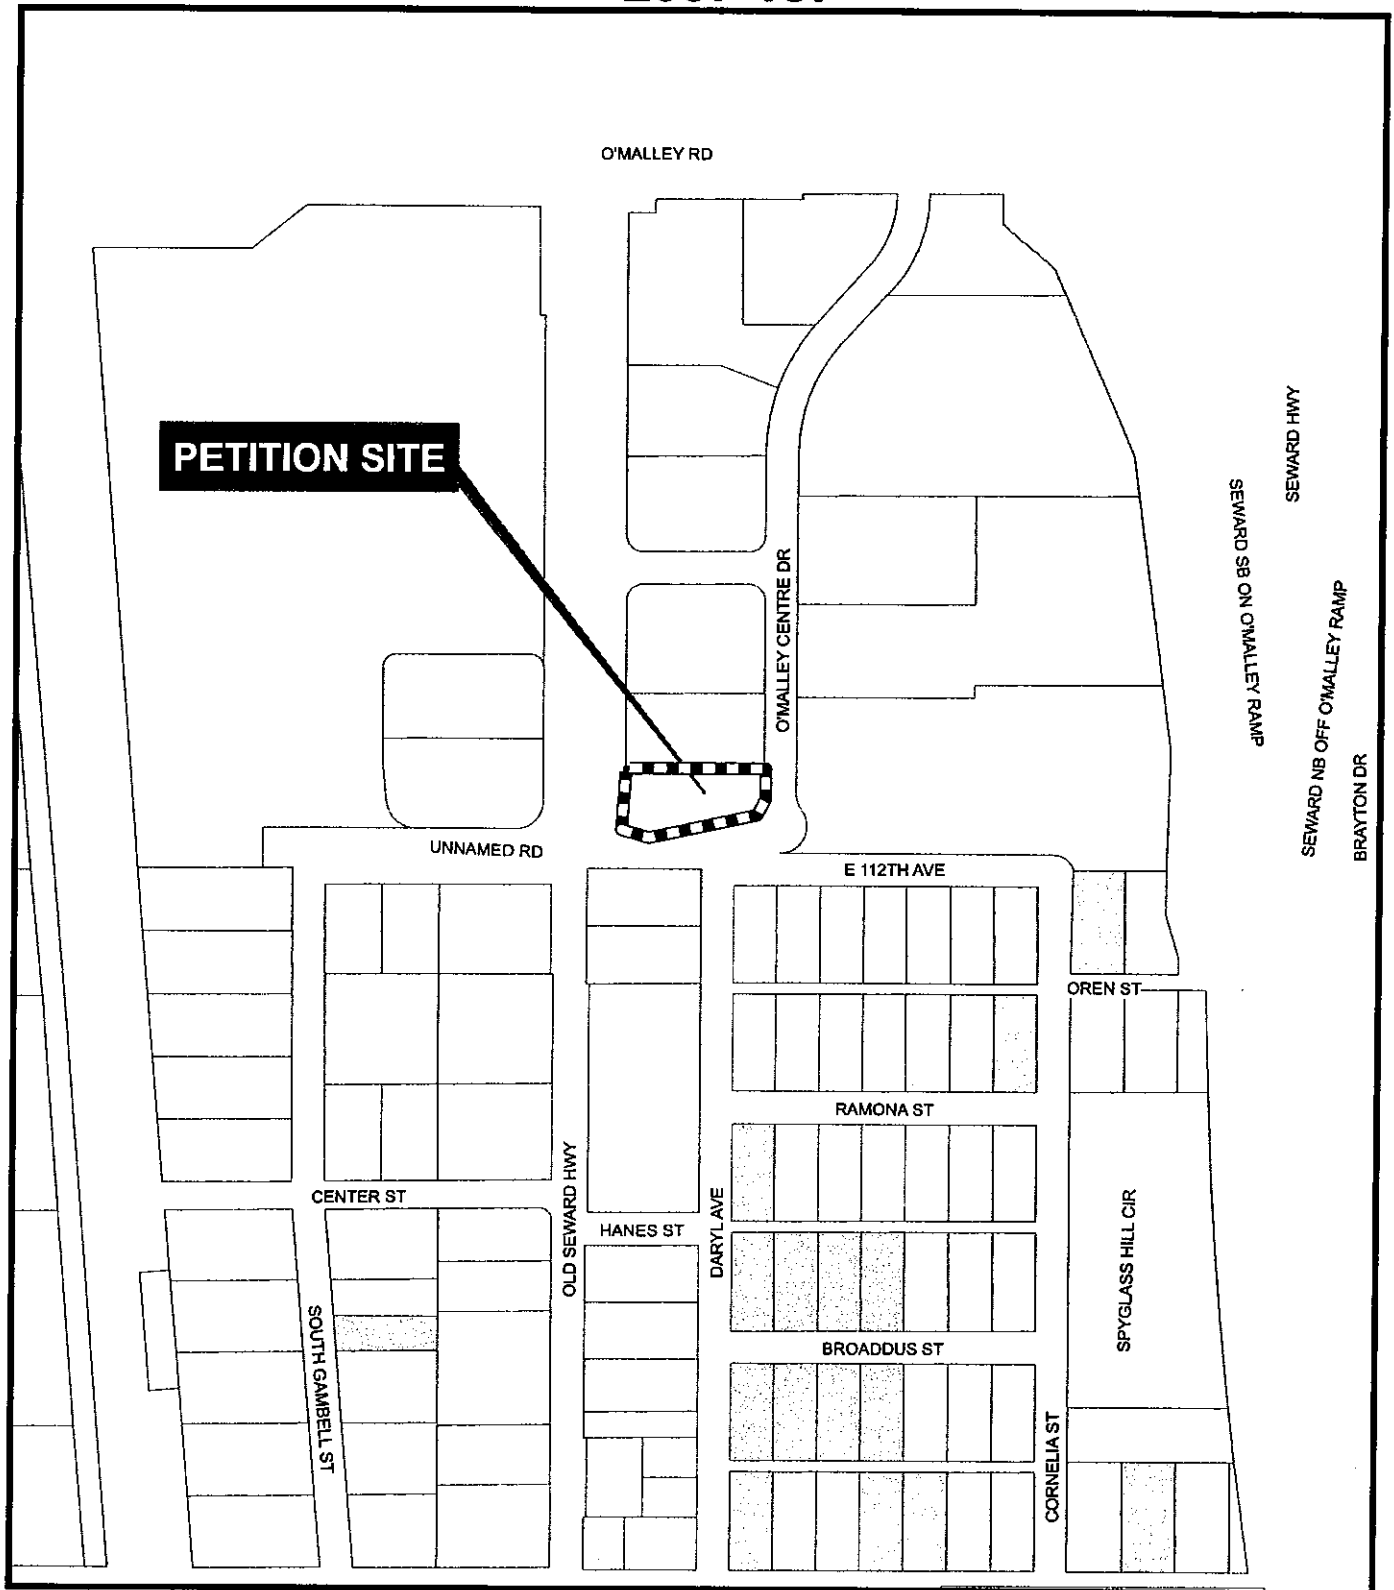 O'MALLEY RD
SEWARD HWY
PETITION SITE
SEWARD SB ON O'MALLEY RAMP
O'MALLEY CENTRE DR
SEWARD NB OFF O'MALLEY RAMP
BRAYTON DR
UNNAMED RD
E 112TH AVE
OREN ST
RAMONA ST
CENTER ST
OLD SEWARD HWY
HANES ST
DARYL AVE
SPYGLASS HILL CIR
SOUTH GAMBELL ST
BROADDUS ST
CORNELIA ST